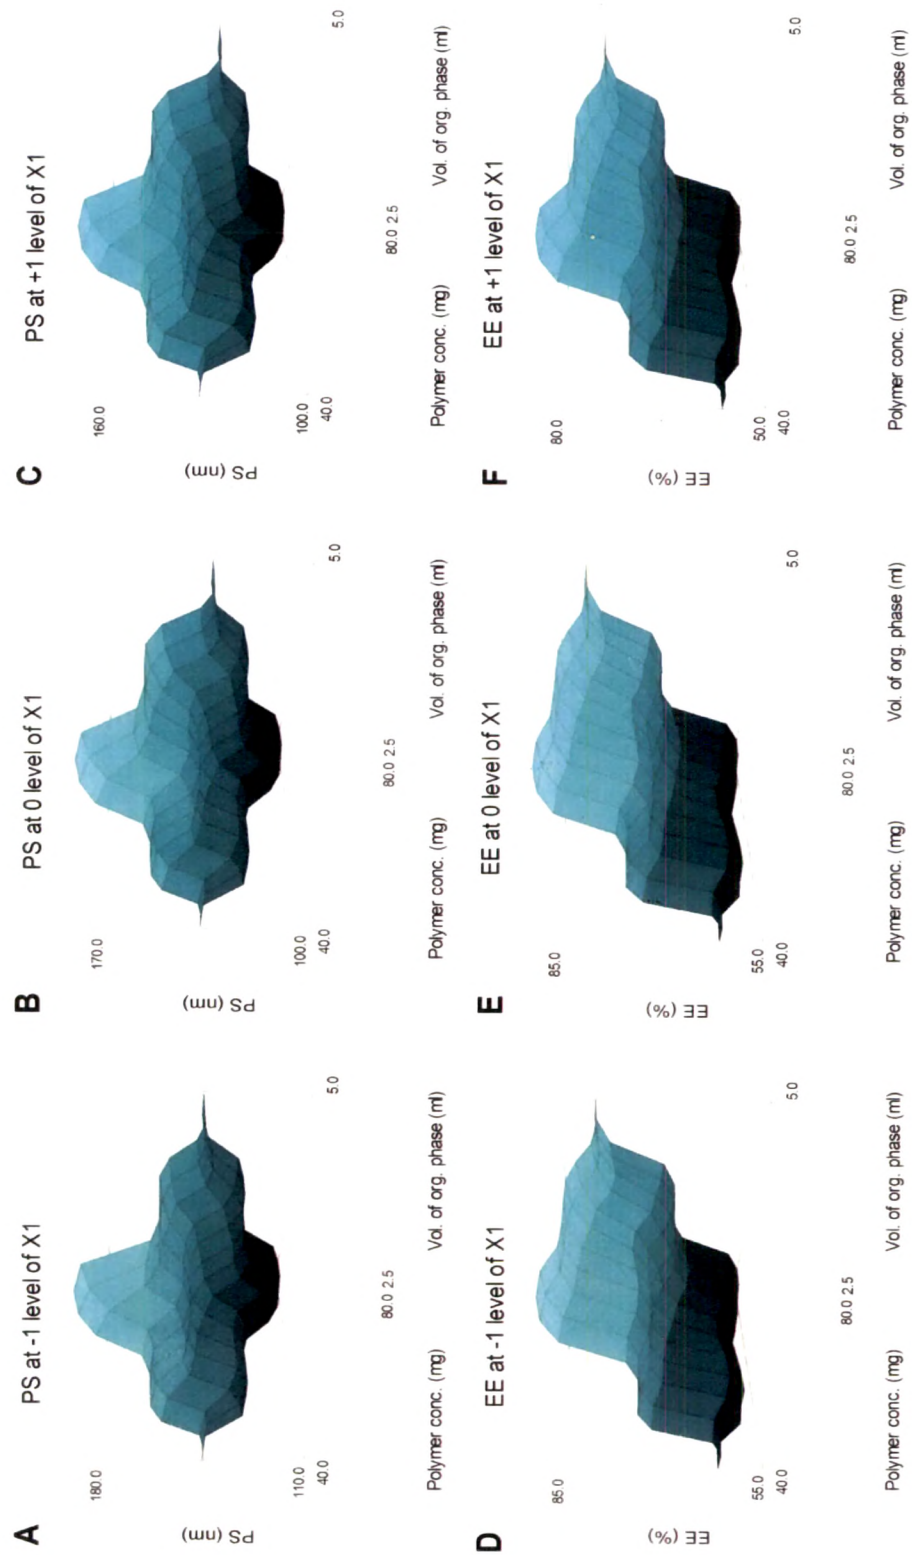 A
PS at -1 level of X1
180.0
PS (nm)
110.0
40.0
5.0
80.0 2.5
Polymer conc. (mg)
Vol. of org. phase (ml)
B
PS at 0 level of X1
170.0
PS (nm)
100.0
40.0
5.0
80.0 2.5
Polymer conc. (mg)
Vol. of org. phase (ml)
C
PS at +1 level of X1
160.0
PS (nm)
100.0
40.0
5.0
80.0 2.5
Polymer conc. (mg)
Vol. of org. phase (ml)
D
EE at -1 level of X1
85.0
EE (%)
55.0
40.0
5.0
80.0 2.5
Polymer conc. (mg)
Vol. of org. phase (ml)
E
EE at 0 level of X1
85.0
EE (%)
55.0
40.0
5.0
80.0 2.5
Polymer conc. (mg)
Vol. of org. phase (ml)
F
EE at +1 level of X1
80.0
EE (%)
50.0
40.0
5.0
80.0 2.5
Polymer conc. (mg)
Vol. of org. phase (ml)